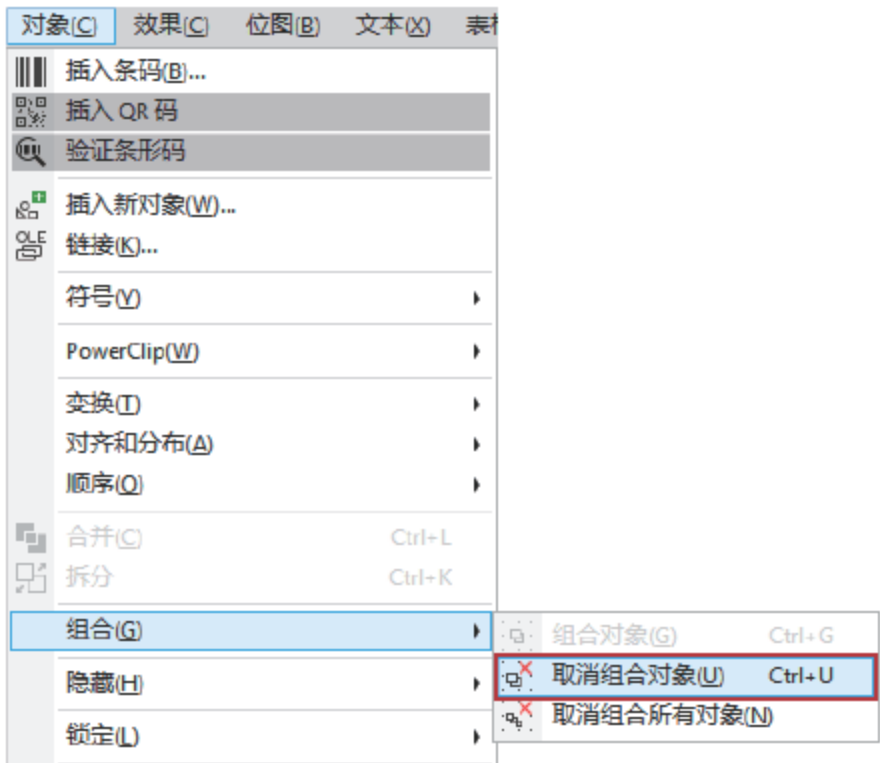 对象(C) 效果(C) 位图(B) 文本(X)
插入条码(B)...
插入 QR 码
验证条形码
插入新对象(W)...
OLE 链接(K)...
符号(Y)
PowerClip(W)
变换(T)
对齐和分布(A)
顺序(O)
合并(C) Ctrl+L
拆分 Ctrl+K
组合(G)
组合对象(G) Ctrl+G
取消组合对象(U) Ctrl+U
取消组合所有对象(N)
隐藏(H)
锁定(L)